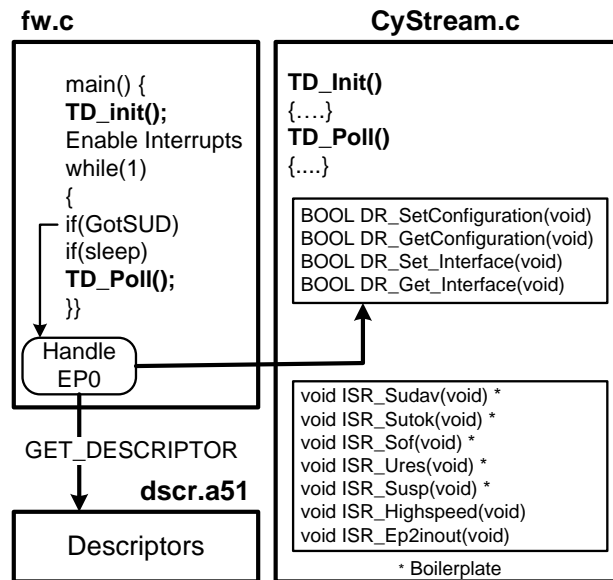 fw.c
main() {
TD_init();
Enable Interrupts
while(1)
{
if(GotSUD)
if(sleep)
TD_Poll();
}}
Handle
EP0
GET_DESCRIPTOR
dscr.a51
Descriptors
CyStream.c
TD_Init()
{....}
TD_Poll()
{....}
BOOL DR_SetConfiguration(void)
BOOL DR_GetConfiguration(void)
BOOL DR_Set_Interface(void)
BOOL DR_Get_Interface(void)
void ISR_Sudav(void) *
void ISR_Sutok(void) *
void ISR_Sof(void) *
void ISR_Ures(void) *
void ISR_Susp(void) *
void ISR_Highspeed(void)
void ISR_Ep2inout(void)
* Boilerplate